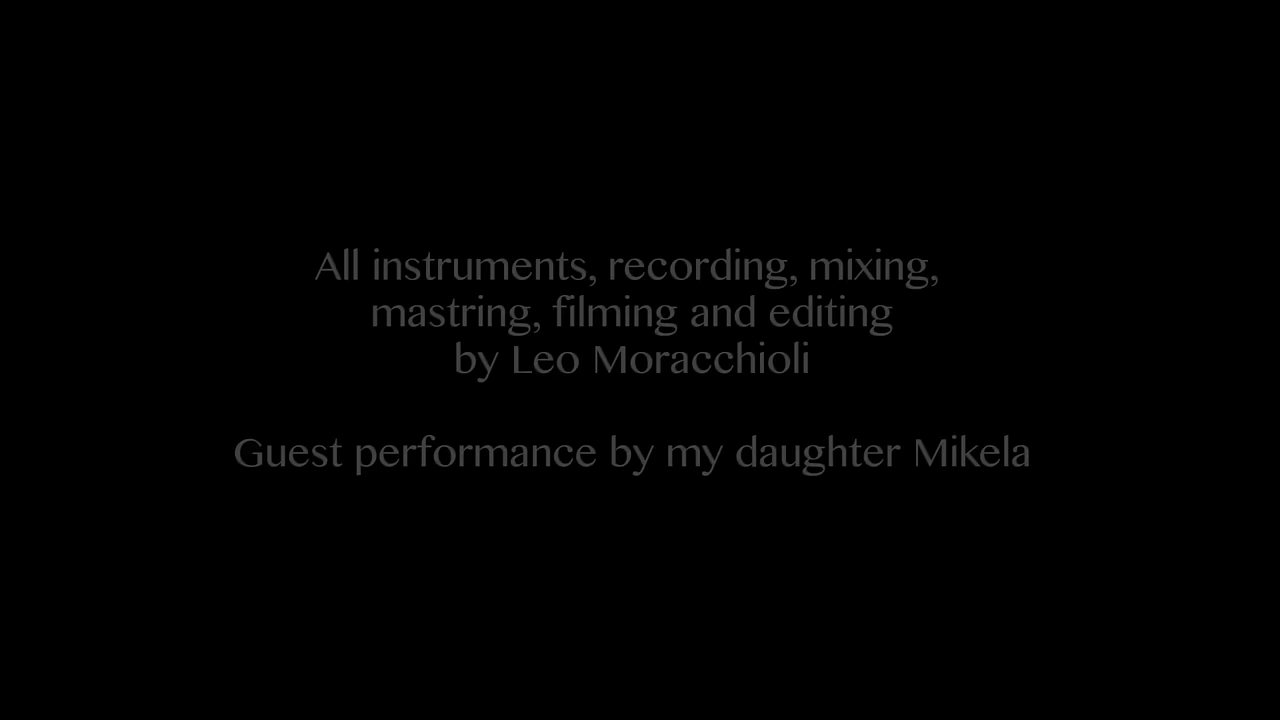 All instruments, recording, mixing,
mastring, filming and editing
by Leo Moracchioli
Guest performance by my daughter Mikela